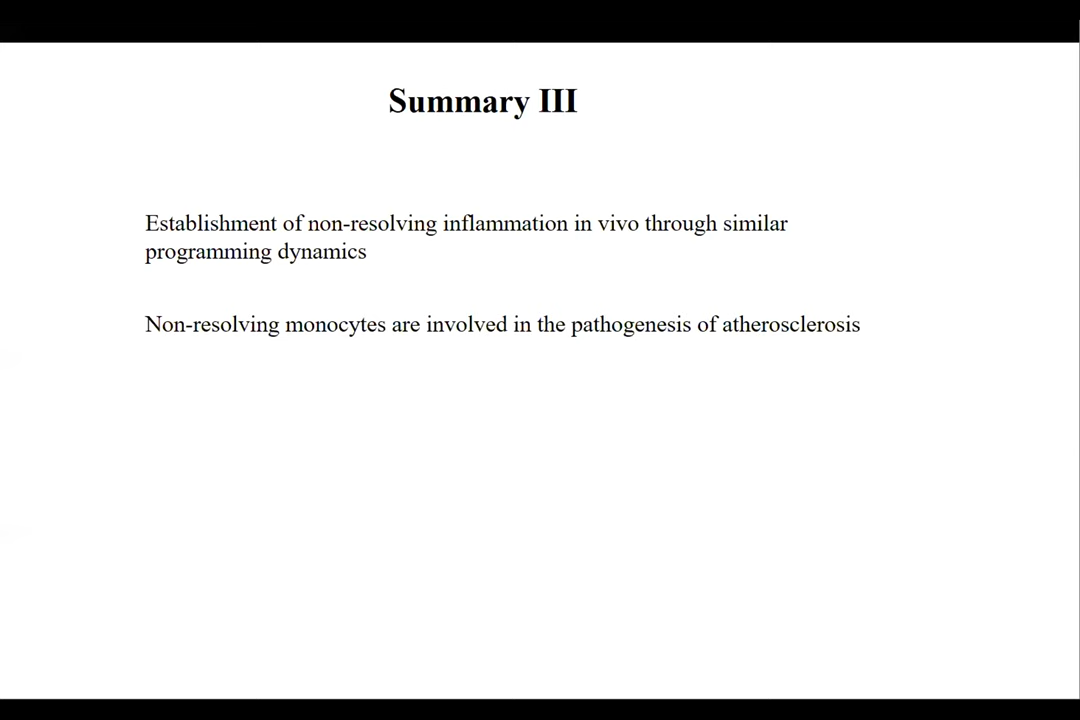 Summary III
Establishment of non-resolving inflammation in vivo through similar
programming dynamics
Non-resolving monocytes are involved in the pathogenesis of atherosclerosis